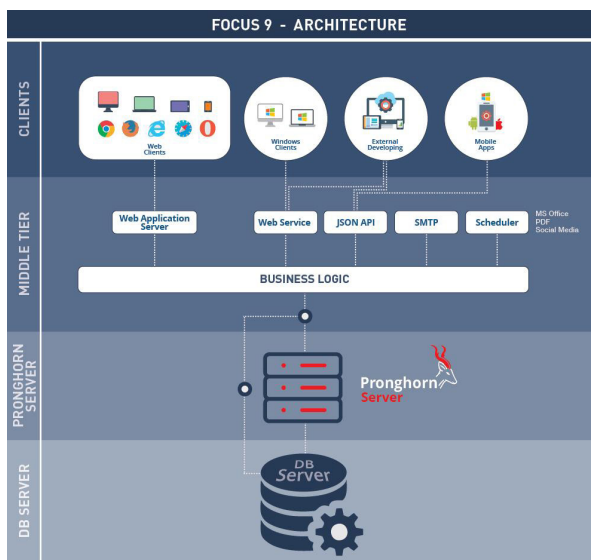 FOCUS 9 - ARCHITECTURE
CLIENTS
Web
Clients
Windows
Clients
External
Developing
Mobile
Apps
MIDDLE TIER
Web Application
Server
Web Service
JSON API
SMTP
Scheduler
MS Office
PDF
Social Media
BUSINESS LOGIC
PRONGHORN
SERVER
Pronghorn
Server
DB SERVER
DB
Server